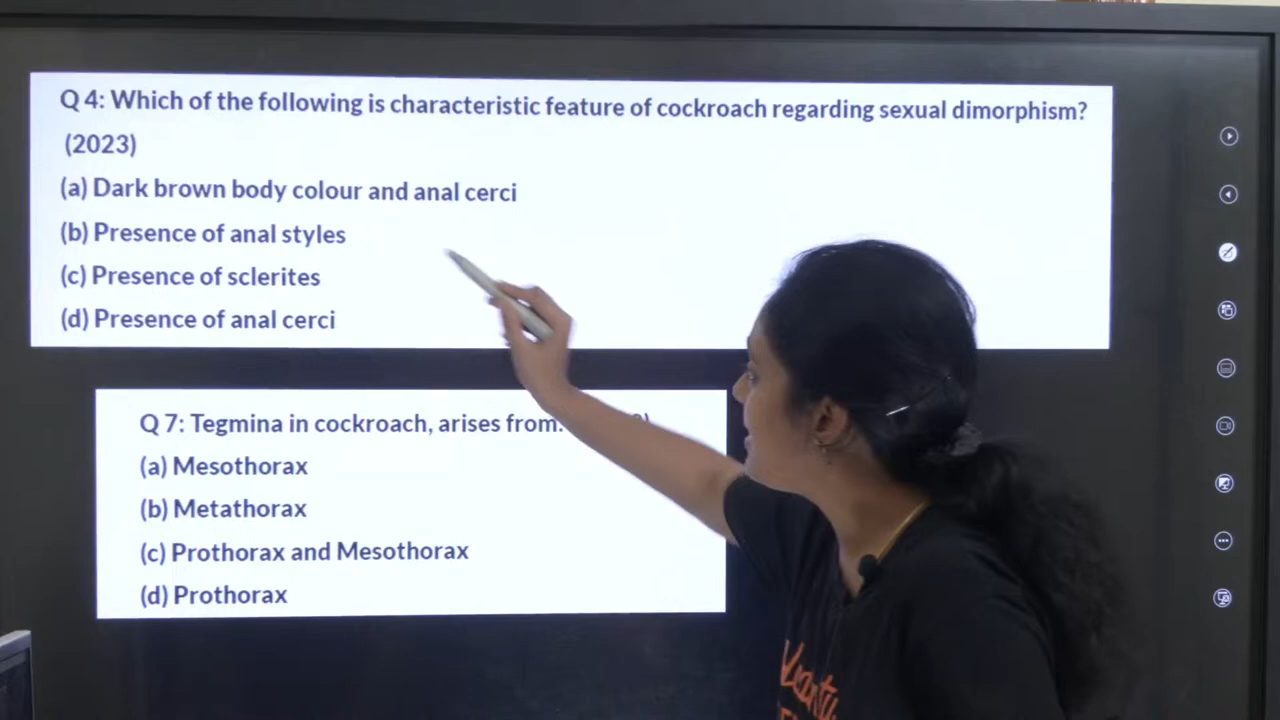 Q 4: Which of the following is characteristic feature of cockroach regarding sexual dimorphism?
(2023)
(a) Dark brown body colour and anal cerci
(b) Presence of anal styles
(c) Presence of sclerites
(d) Presence of anal cerci
Q 7: Tegmina in cockroach, arises from:
(a) Mesothorax
(b) Metathorax
(c) Prothorax and Mesothorax
(d) Prothorax